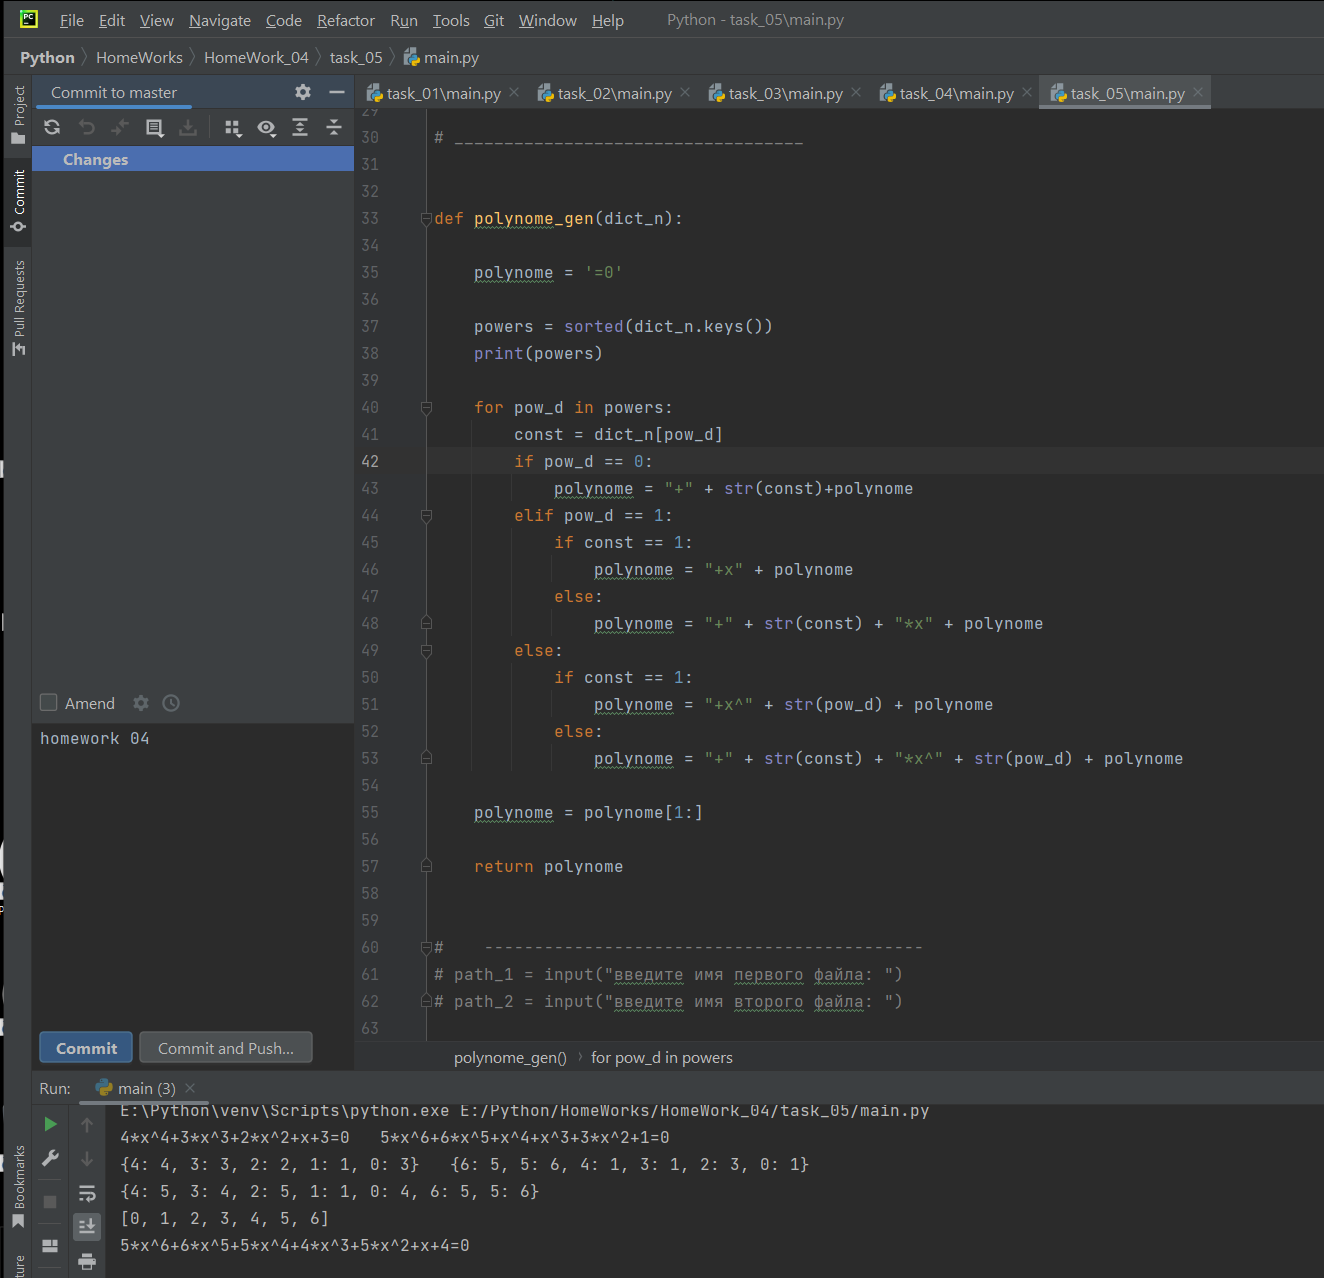 PC File Edit View Navigate Code Refactor Run Tools Git Window Help Python - task_05\main.py
Python HomeWorks HomeWork_04 task_05 main.py
Commit to master
task_01\main.py task_02\main.py task_03\main.py task_04\main.py task_05\main.py
Project
Commit
Pull Requests
Changes
29
30 # ___________________________________
31
32
33 def polynome_gen(dict_n):
34
35 polynome = '=0'
36
37 powers = sorted(dict_n.keys())
38 print(powers)
39
40 for pow_d in powers:
41 const = dict_n[pow_d]
42 if pow_d == 0:
43 polynome = "+" + str(const)+polynome
44 elif pow_d == 1:
45 if const == 1:
46 polynome = "+x" + polynome
47 else:
48 polynome = "+" + str(const) + "*x" + polynome
49 else:
50 if const == 1:
51 polynome = "+x^" + str(pow_d) + polynome
52 else:
53 polynome = "+" + str(const) + "*x^" + str(pow_d) + polynome
54
55 polynome = polynome[1:]
56
57 return polynome
58
59
60 # --------------------------------------------
61 # path_1 = input("введите имя первого файла: ")
62 # path_2 = input("введите имя второго файла: ")
63
Amend
homework 04
Commit Commit and Push...
polynome_gen() for pow_d in powers
Run: main (3)
E:\Python\venv\Scripts\python.exe E:/Python/HomeWorks/HomeWork_04/task_05/main.py
4*x^4+3*x^3+2*x^2+x+3=0 5*x^6+6*x^5+x^4+x^3+3*x^2+1=0
{4: 4, 3: 3, 2: 2, 1: 1, 0: 3} {6: 5, 5: 6, 4: 1, 3: 1, 2: 3, 0: 1}
{4: 5, 3: 4, 2: 5, 1: 1, 0: 4, 6: 5, 5: 6}
[0, 1, 2, 3, 4, 5, 6]
5*x^6+6*x^5+5*x^4+4*x^3+5*x^2+x+4=0
Bookmarks
ture